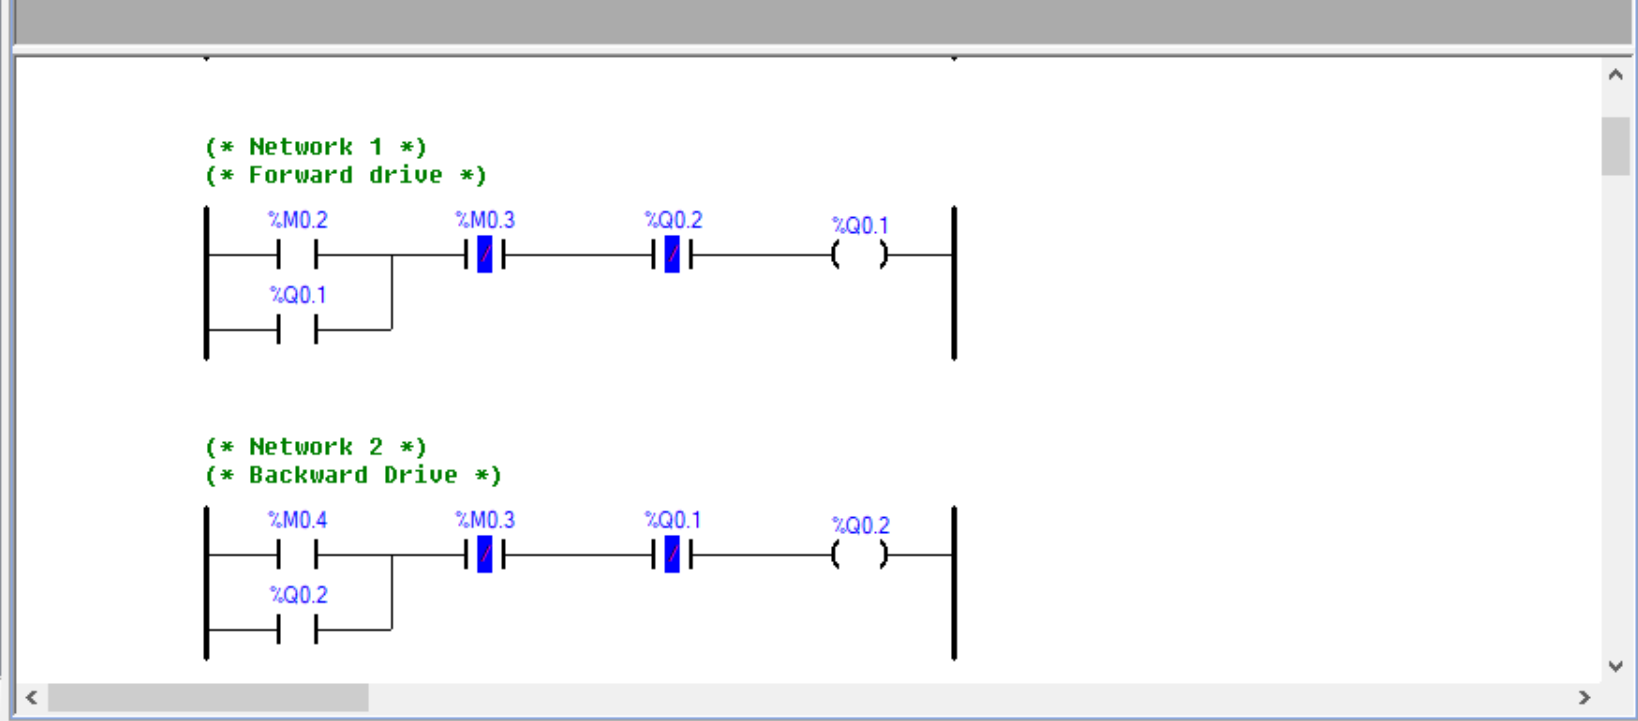 (* Network 1 *)
(* Forward drive *)
%M0.2 %M0.3 %Q0.2 %Q0.1
%Q0.1
(* Network 2 *)
(* Backward Drive *)
%M0.4 %M0.3 %Q0.1 %Q0.2
%Q0.2